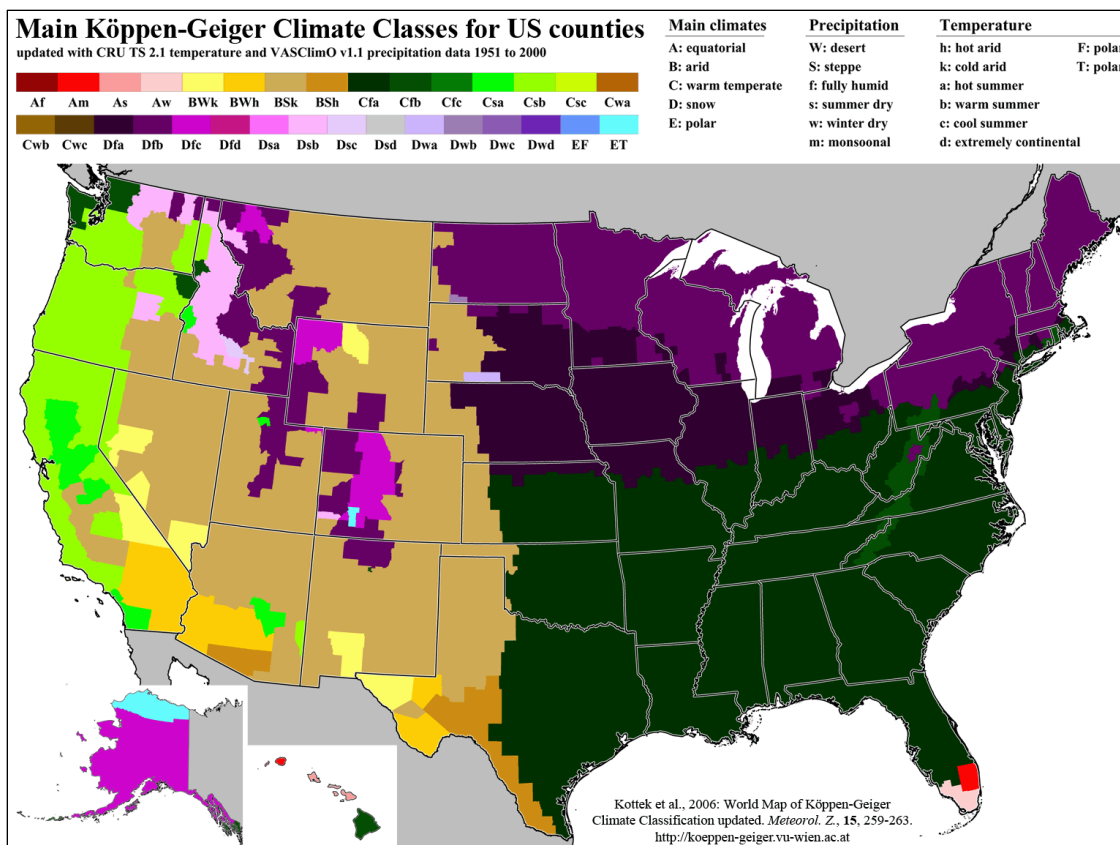 Main Köppen-Geiger Climate Classes for US counties
updated with CRU TS 2.1 temperature and VASClimO v1.1 precipitation data 1951 to 2000
Af Am As Aw BWk BWh BSk BSh Cfa Cfb Cfc Csa Csb Csc Cwa
Cwb Cwc Dfa Dfb Dfc Dfd Dsa Dsb Dsc Dsd Dwa Dwb Dwc Dwd EF ET
Main climates
A: equatorial
B: arid
C: warm temperate
D: snow
E: polar
Precipitation
W: desert
S: steppe
f: fully humid
s: summer dry
w: winter dry
m: monsoonal
Temperature
h: hot arid F: polar
k: cold arid T: polar
a: hot summer
b: warm summer
c: cool summer
d: extremely continental
Kottek et al., 2006: World Map of Köppen-Geiger
Climate Classification updated. Meteorol. Z., 15, 259-263.
http://koeppen-geiger.vu-wien.ac.at